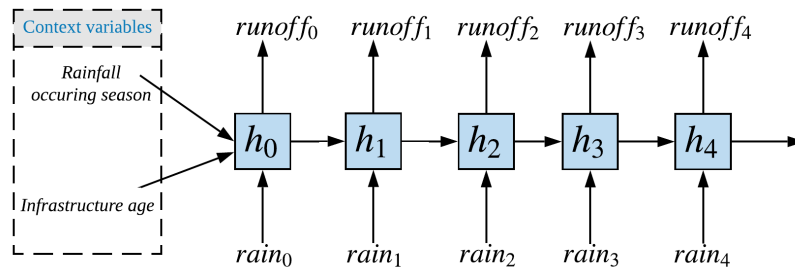 Context variables
Rainfall
occuring season
Infrastructure age
runoff₀ runoff₁ runoff₂ runoff₃ runoff₄
h₀ h₁ h₂ h₃ h₄
rain₀ rain₁ rain₂ rain₃ rain₄